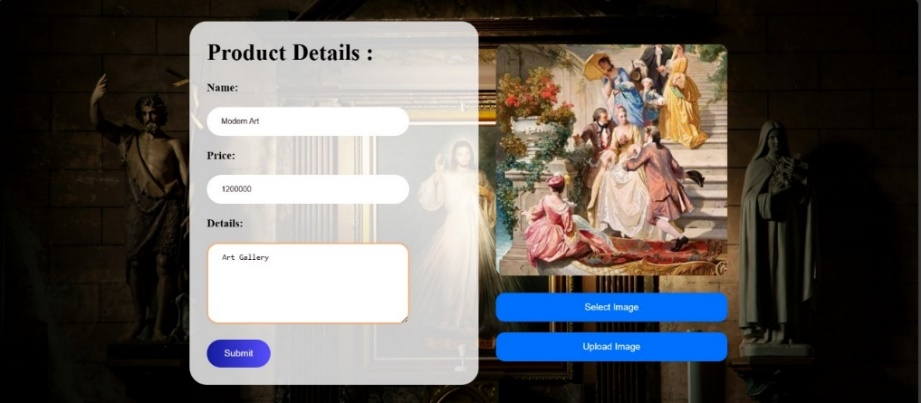 Product Details :
Name:
Modern Art
Price:
1200000
Details:
Art Gallery
Submit
Select Image
Upload Image